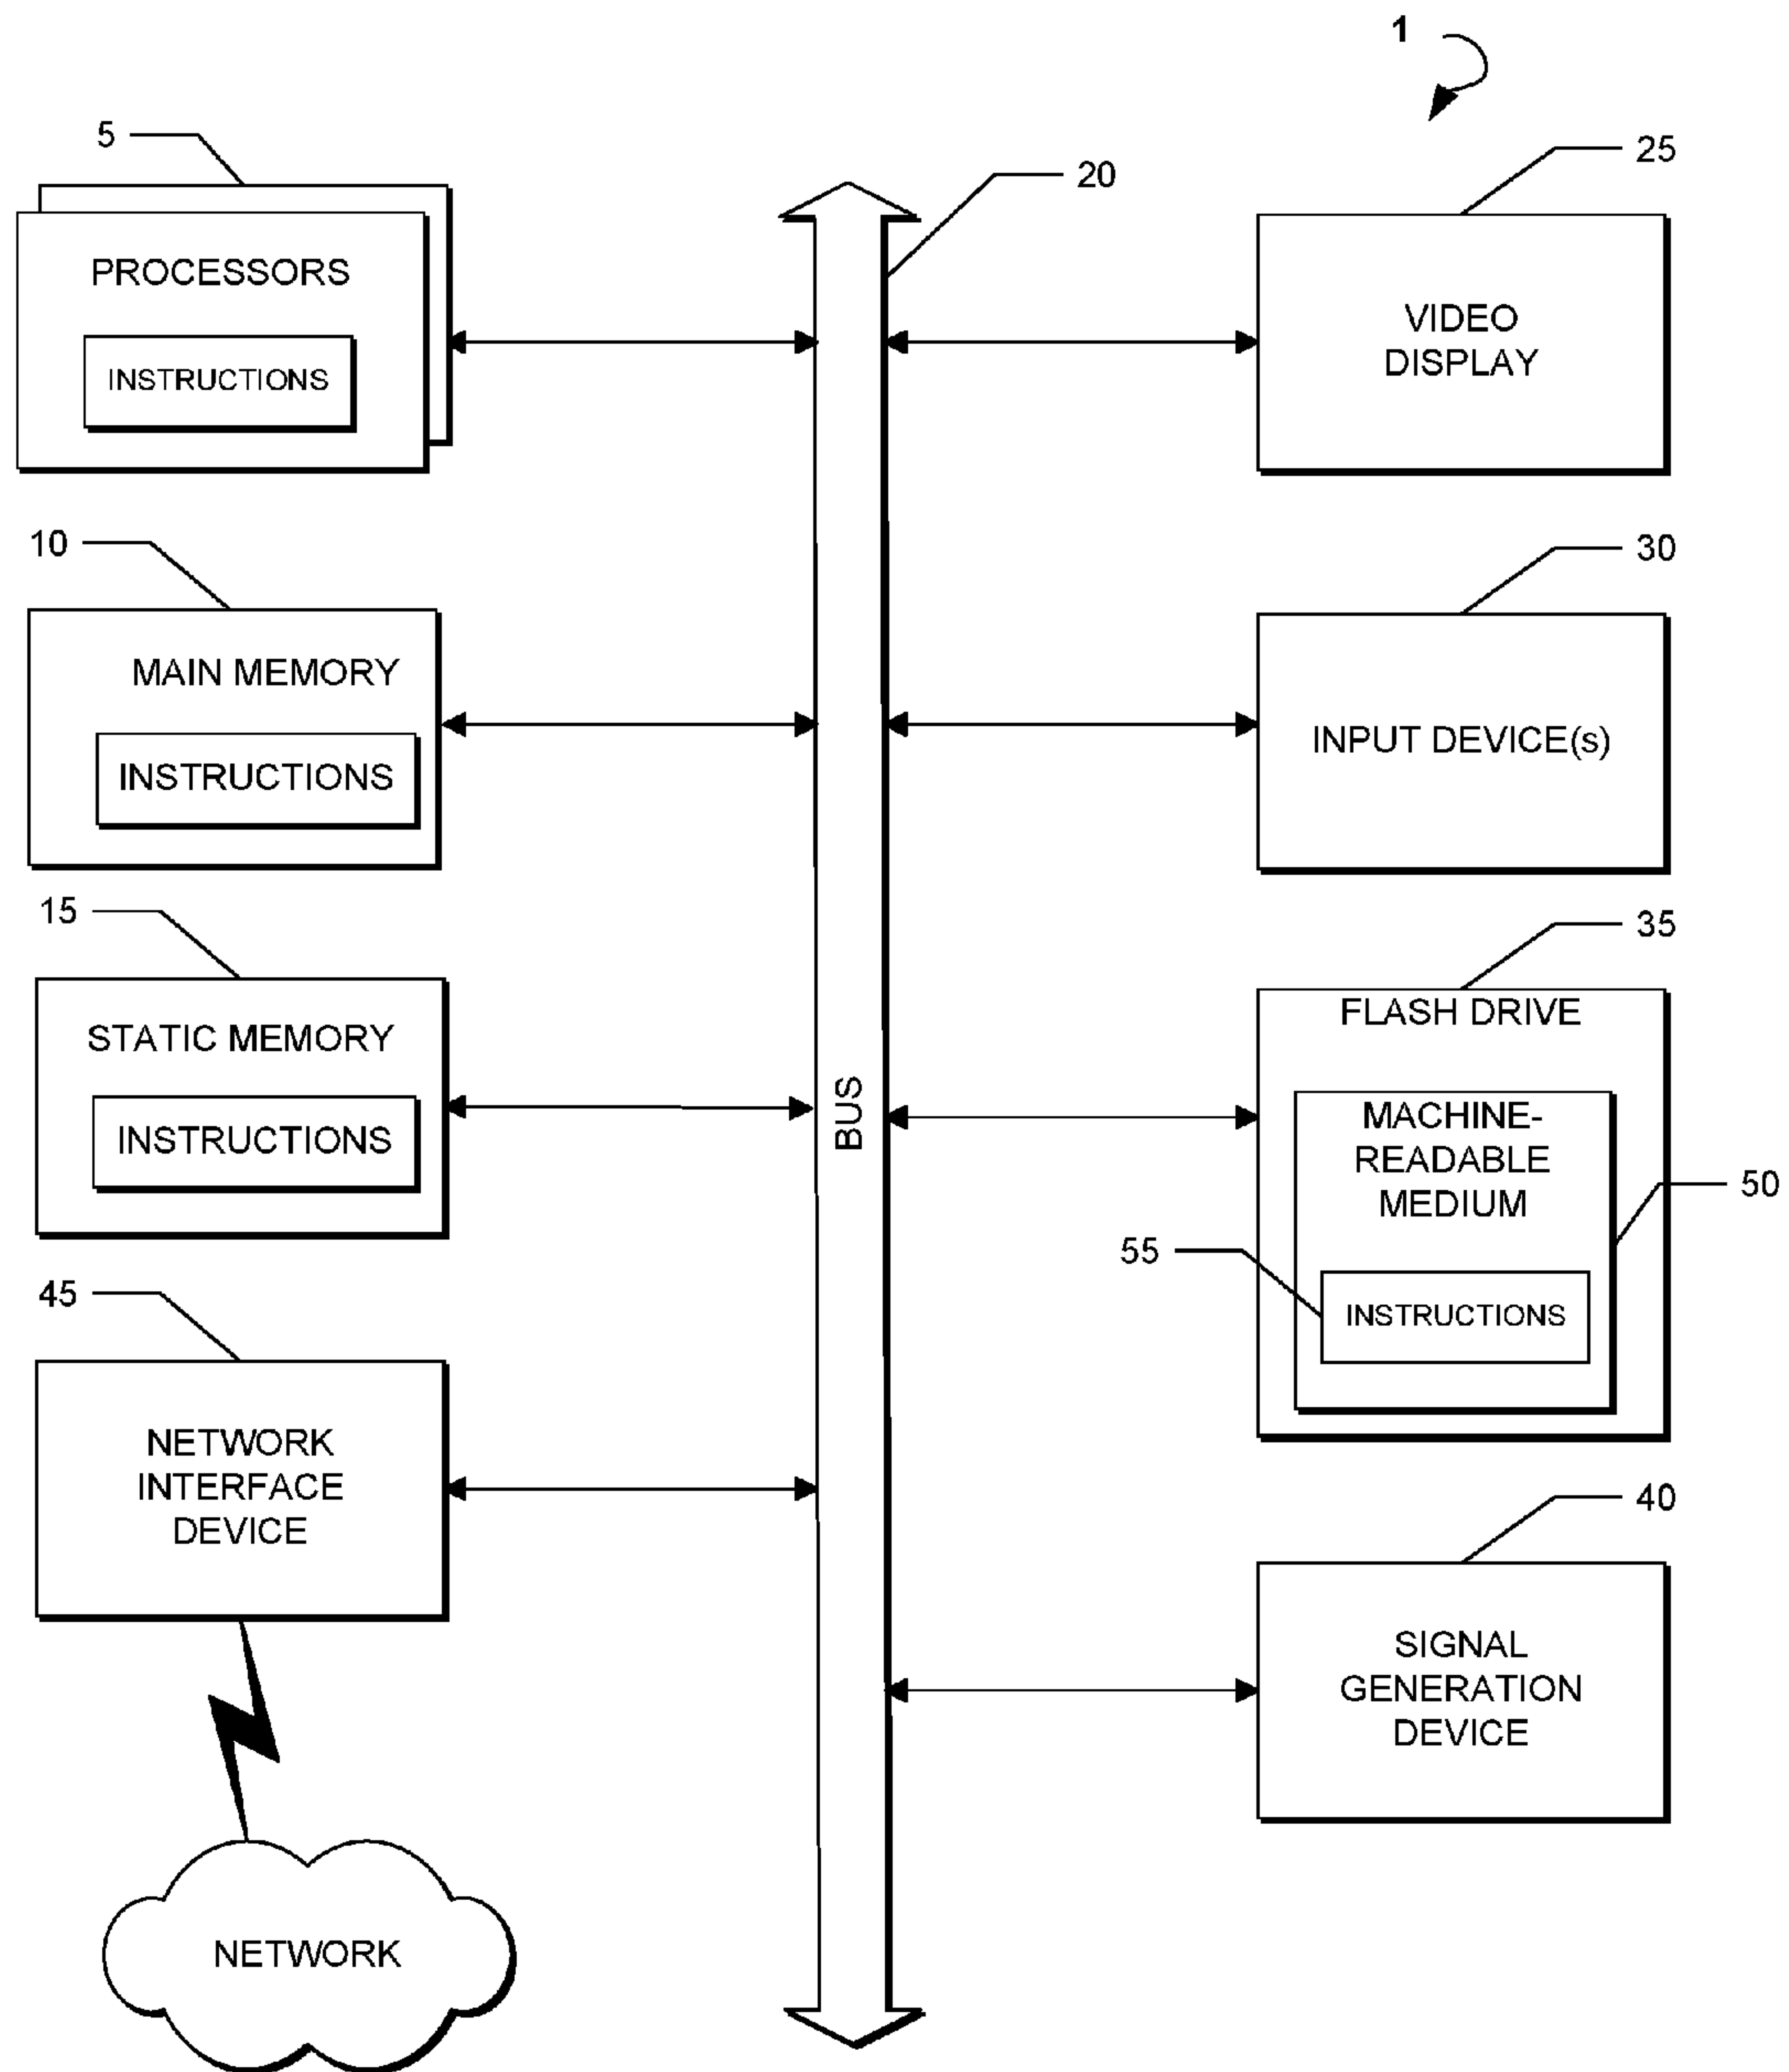 1
5
PROCESSORS
INSTRUCTIONS
10
MAIN MEMORY
INSTRUCTIONS
15
STATIC MEMORY
INSTRUCTIONS
45
NETWORK
INTERFACE
DEVICE
NETWORK
20
BUS
25
VIDEO
DISPLAY
30
INPUT DEVICE(s)
35
FLASH DRIVE
MACHINE-
READABLE
MEDIUM
50
55
INSTRUCTIONS
40
SIGNAL
GENERATION
DEVICE